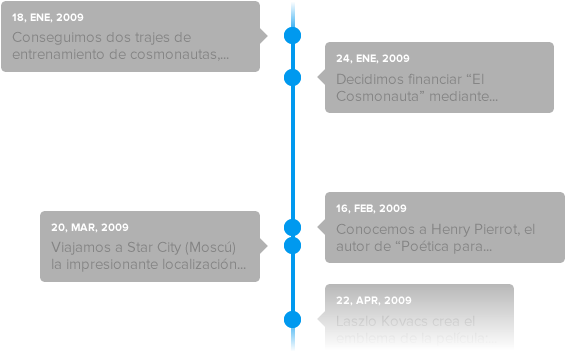 18, ENE, 2009
Conseguimos dos trajes de
entrenamiento de cosmonautas,...
24, ENE, 2009
Decidimos financiar “El
Cosmonauta” mediante...
16, FEB, 2009
Conocemos a Henry Pierrot, el
autor de “Poética para...
20, MAR, 2009
Viajamos a Star City (Moscú)
la impresionante localización...
22, APR, 2009
Laszlo Kovacs crea el
emblema de la película: